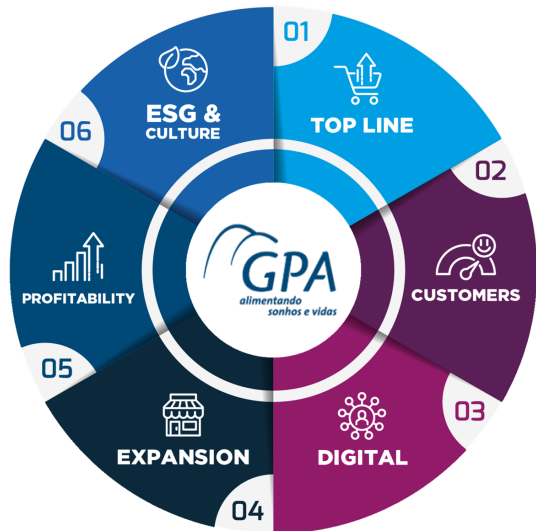 01
TOP LINE
02
CUSTOMERS
03
DIGITAL
04
EXPANSION
05
PROFITABILITY
06
ESG &
CULTURE
GPA
alimentando
sonhos e vidas